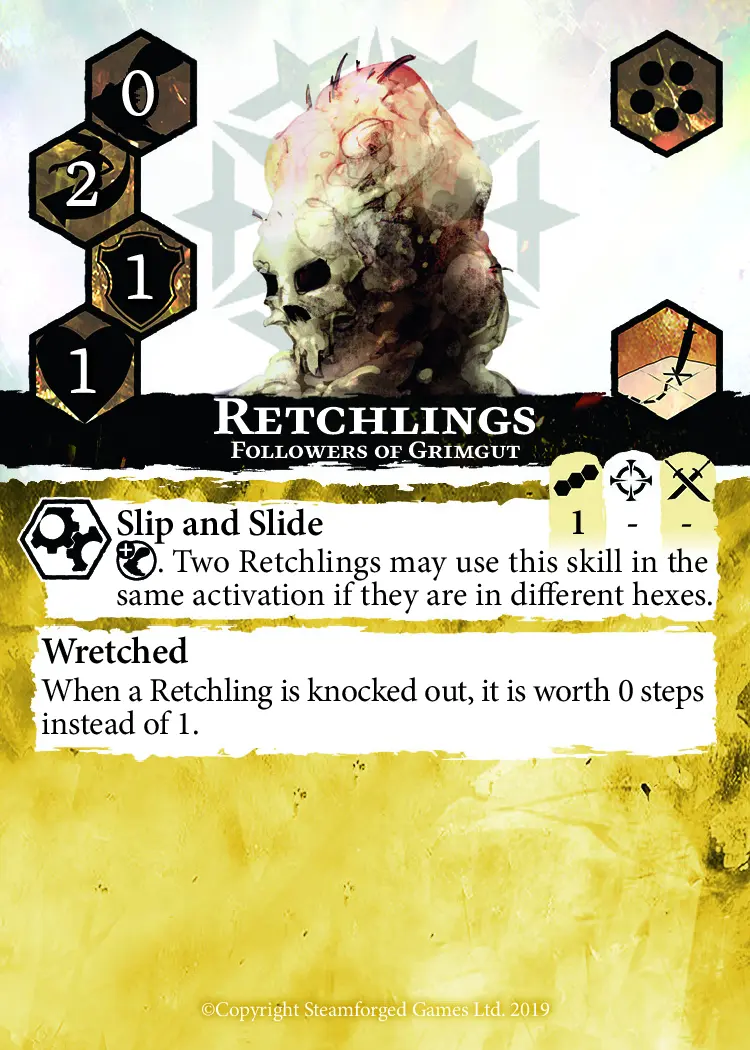 0
2
1
1
RETCHLINGS
FOLLOWERS OF GRIMGUT
Slip and Slide
1 - -
. Two Retchlings may use this skill in the
same activation if they are in different hexes.
Wretched
When a Retchling is knocked out, it is worth 0 steps
instead of 1.
©Copyright Steamforged Games Ltd. 2019